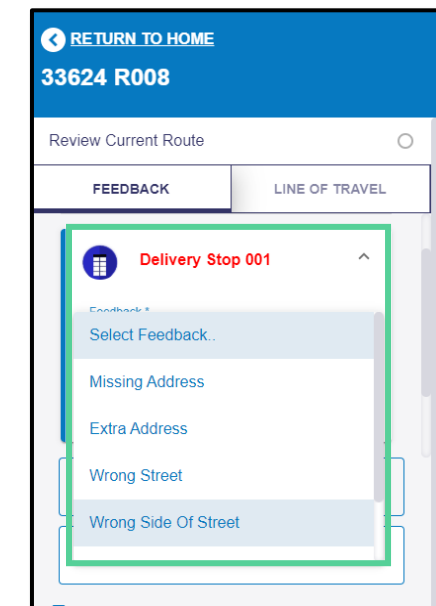 RETURN TO HOME
33624 R008
Review Current Route
FEEDBACK LINE OF TRAVEL
Delivery Stop 001
Feedback *
Select Feedback..
Missing Address
Extra Address
Wrong Street
Wrong Side Of Street